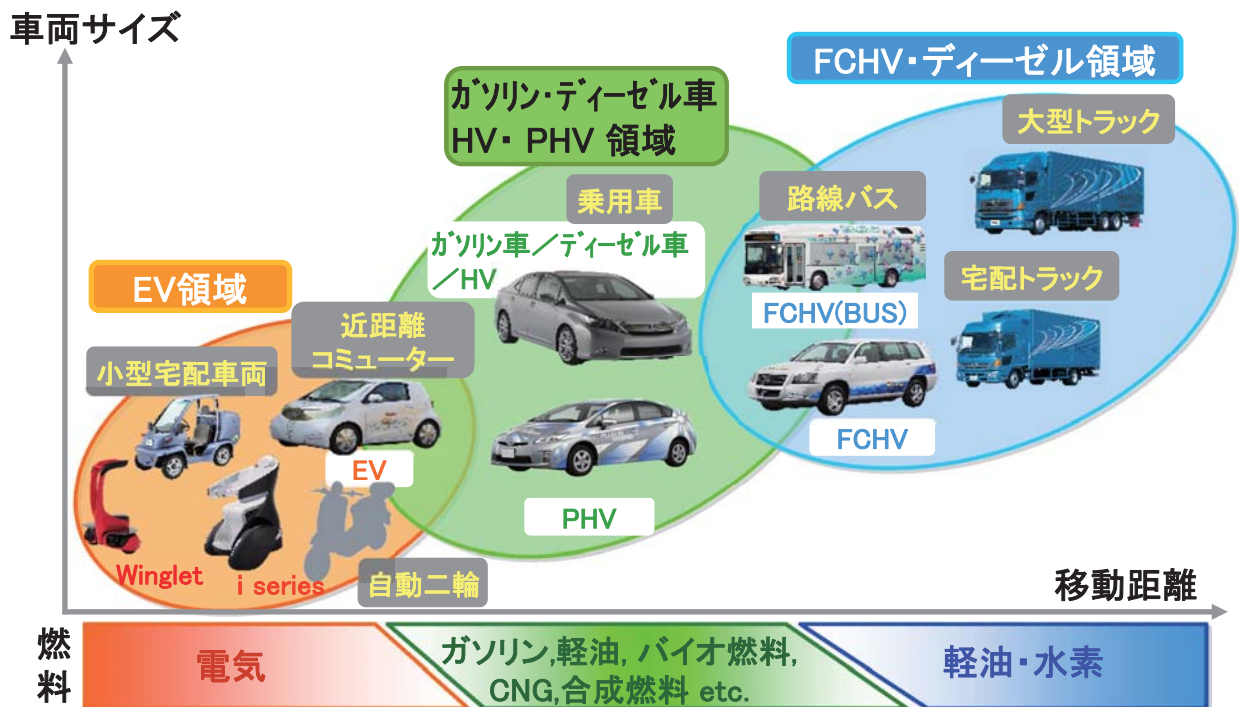 車両サイズ
FCHV・ディーゼル領域
ガソリン・ディーゼル車
HV・PHV 領域
大型トラック
乗用車
路線バス
ガソリン車／ディーゼル車
／HV
宅配トラック
EV領域
FCHV(BUS)
近距離
コミューター
小型宅配車両
FCHV
EV
PHV
Winglet
i series
自動二輪
移動距離
燃料
電気
ガソリン,軽油, バイオ燃料,
CNG,合成燃料 etc.
軽油・水素